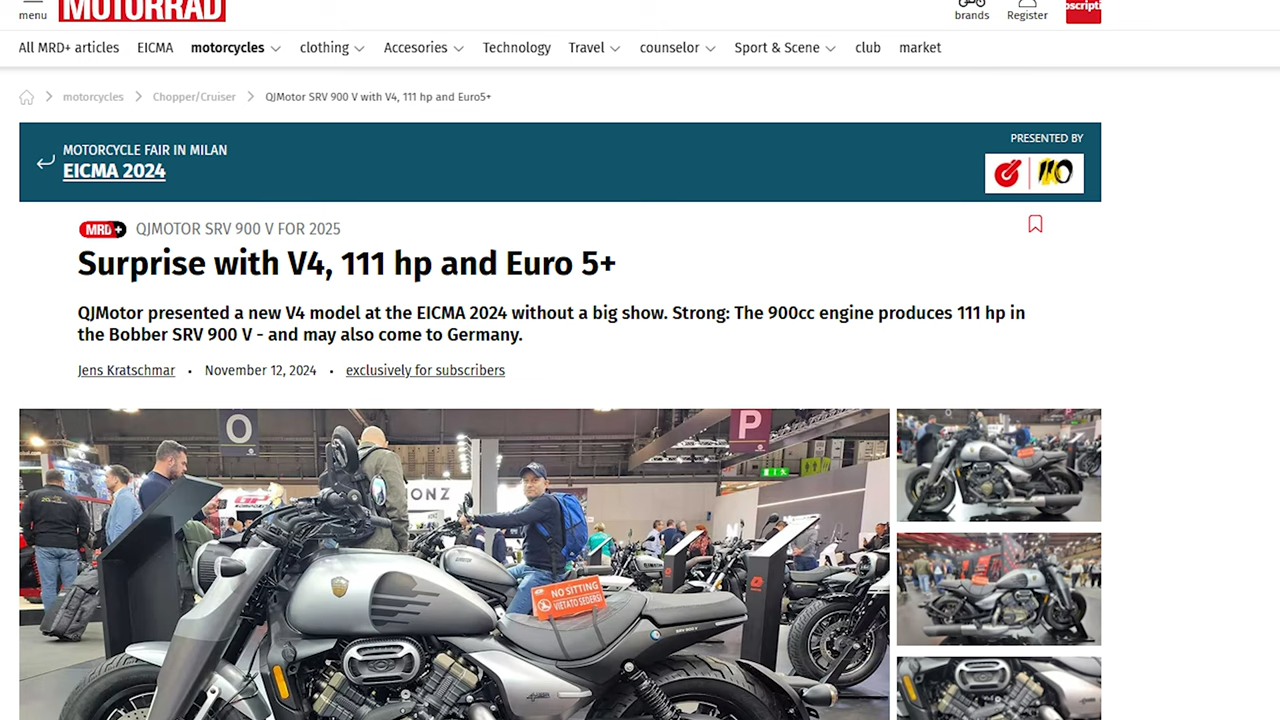 MOTORRAD
menu
brands
Register
All MRD+ articles EICMA motorcycles clothing Accesories Technology Travel counselor Sport & Scene club market
motorcycles Chopper/Cruiser QJMotor SRV 900 V with V4, 111 hp and Euro5+
MOTORCYCLE FAIR IN MILAN
EICMA 2024
PRESENTED BY
MRD+ QJMOTOR SRV 900 V FOR 2025
Surprise with V4, 111 hp and Euro 5+
QJMotor presented a new V4 model at the EICMA 2024 without a big show. Strong: The 900cc engine produces 111 hp in
the Bobber SRV 900 V - and may also come to Germany.
Jens Kratschmar • November 12, 2024 • exclusively for subscribers
O
P
NO SITTING
VIETATO SEDERSI
SRV 900 V